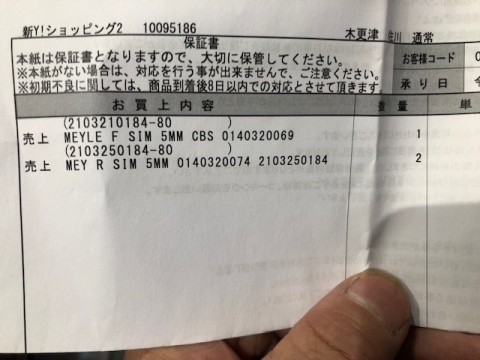 新Y!ショッピング2 10095186 木更津 佐川 通常
保証書
本紙は保証書となりますので、大切に保管してください。
※本紙がない場合は、対応を行う事が出来ませんで、ご注意ください。
※初期不良に関しては、商品到着後8日以内での対応とさせて頂きます
お客様コード 0
承り日 令
お買上内容 数量 単
(2103210184-80 )
売上 MEYLE F SIM 5MM CBS 0140320069 1
(2103250184-80 )
売上 MEY R SIM 5MM 0140320074 2103250184 2